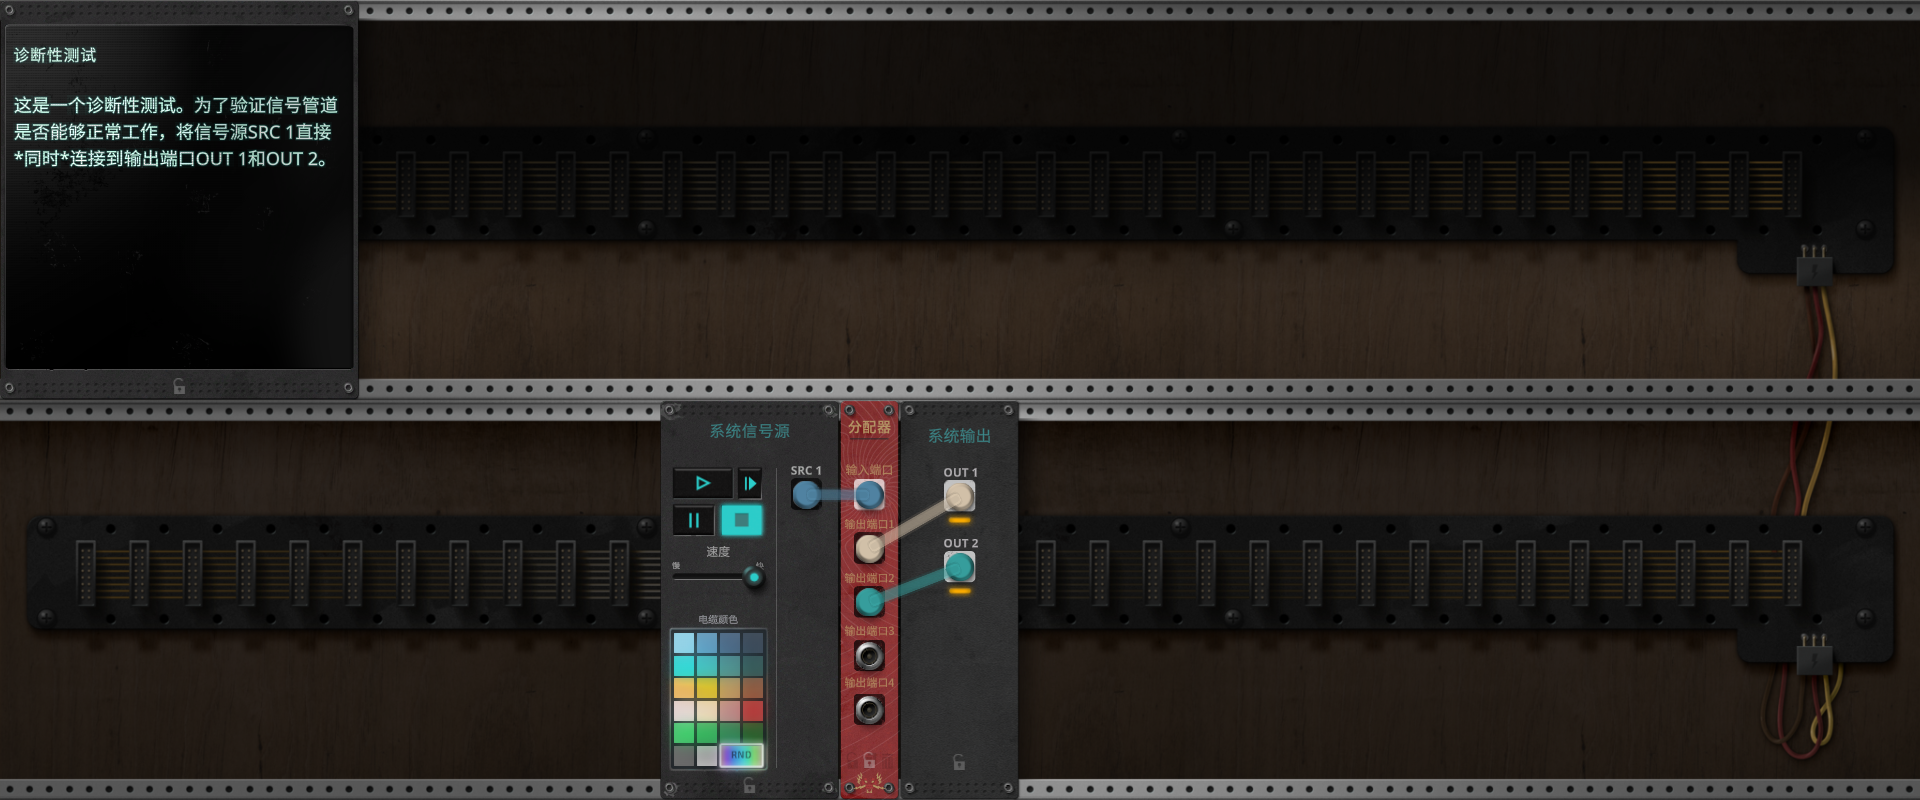 诊断性测试
这是一个诊断性测试。为了验证信号管道
是否能够正常工作，将信号源SRC 1直接
*同时*连接到输出端口OUT 1和OUT 2。
系统信号源
SRC 1
速度
慢
快
电缆颜色
RND
分配器
输入端口
输出端口1
输出端口2
输出端口3
输出端口4
系统输出
OUT 1
OUT 2